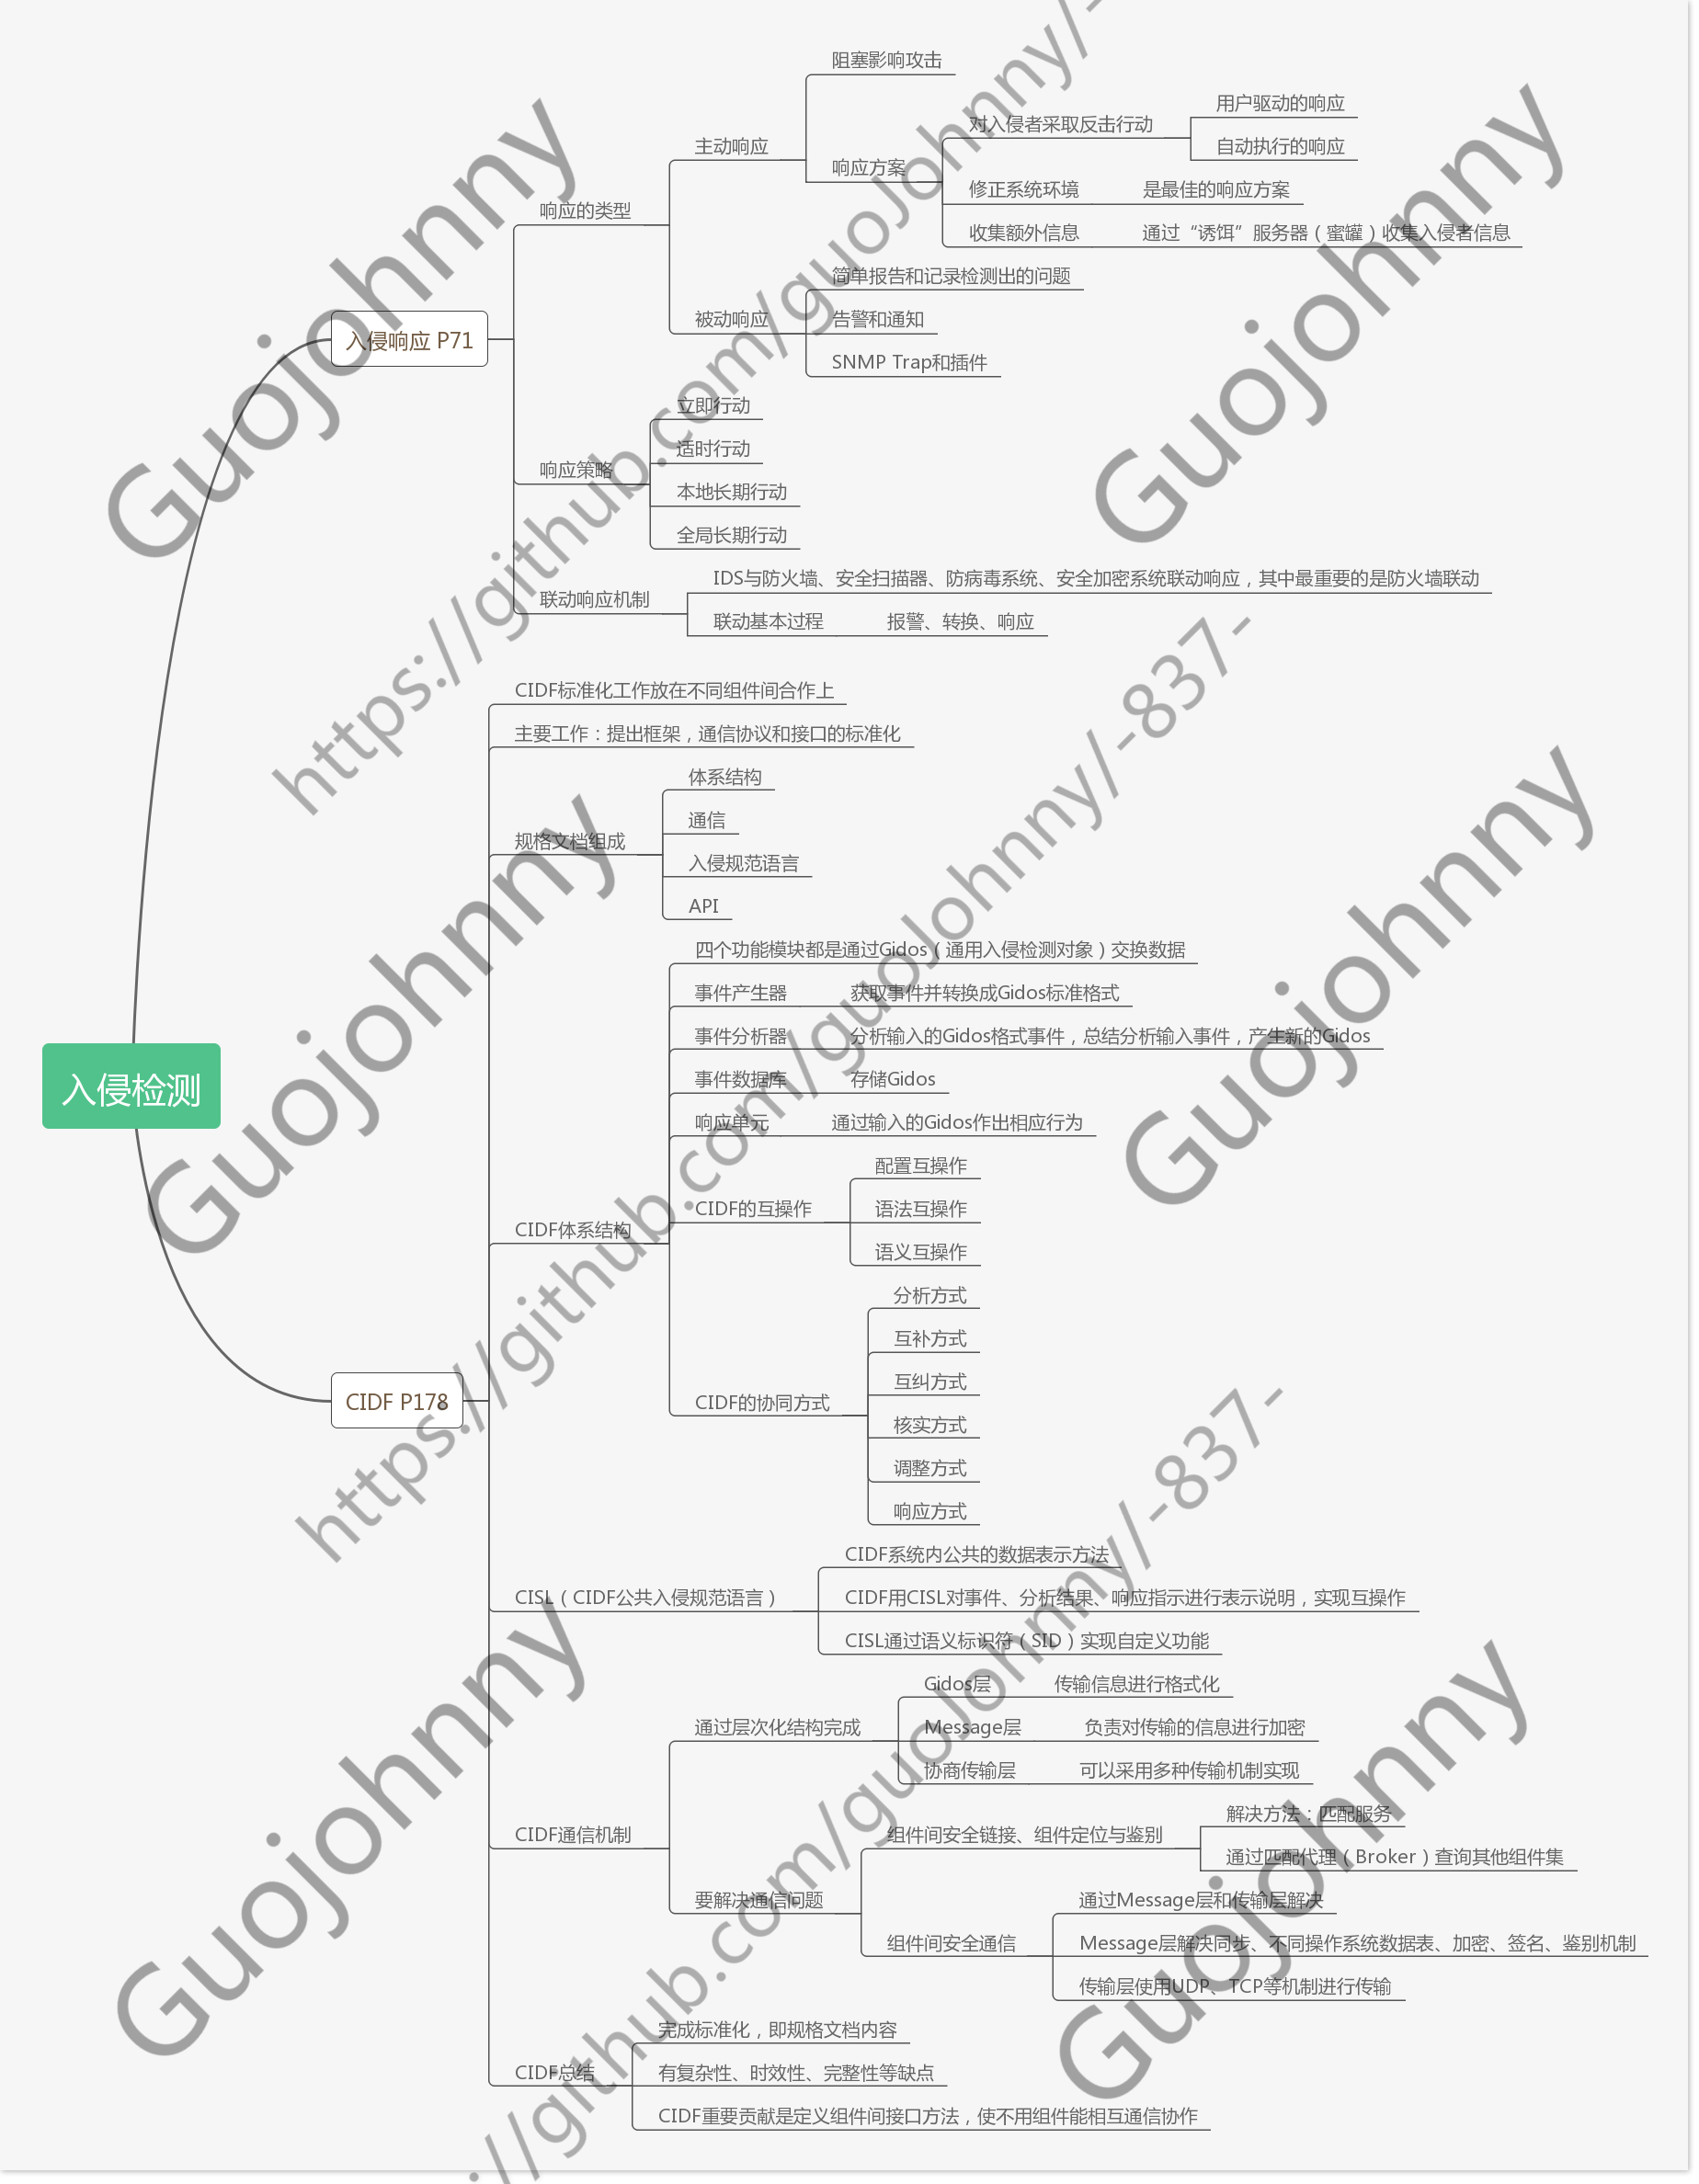 入侵检测
入侵响应 P71
响应的类型
主动响应
阻塞影响攻击
响应方案
对入侵者采取反击行动
用户驱动的响应
自动执行的响应
修正系统环境
是最佳的响应方案
收集额外信息
通过“诱饵”服务器（蜜罐）收集入侵者信息
被动响应
简单报告和记录检测出的问题
告警和通知
SNMP Trap和插件
响应策略
立即行动
适时行动
本地长期行动
全局长期行动
联动响应机制
IDS与防火墙、安全扫描器、防病毒系统、安全加密系统联动响应，其中最重要的是防火墙联动
联动基本过程
报警、转换、响应
CIDF P178
CIDF标准化工作放在不同组件间合作上
主要工作：提出框架，通信协议和接口的标准化
规格文档组成
体系结构
通信
入侵规范语言
API
CIDF体系结构
四个功能模块都是通过Gidos（通用入侵检测对象）交换数据
事件产生器
获取事件并转换成Gidos标准格式
事件分析器
分析输入的Gidos格式事件，总结分析输入事件，产生新的Gidos
事件数据库
存储Gidos
响应单元
通过输入的Gidos作出相应行为
CIDF的互操作
配置互操作
语法互操作
语义互操作
CIDF的协同方式
分析方式
互补方式
互纠方式
核实方式
调整方式
响应方式
CISL（CIDF公共入侵规范语言）
CIDF系统内公共的数据表示方法
CIDF用CISL对事件、分析结果、响应指示进行表示说明，实现互操作
CISL通过语义标识符（SID）实现自定义功能
CIDF通信机制
通过层次化结构完成
Gidos层
传输信息进行格式化
Message层
负责对传输的信息进行加密
协商传输层
可以采用多种传输机制实现
要解决通信问题
组件间安全链接、组件定位与鉴别
解决方法：匹配服务
通过匹配代理（Broker）查询其他组件集
组件间安全通信
通过Message层和传输层解决
Message层解决同步、不同操作系统数据表、加密、签名、鉴别机制
传输层使用UDP、TCP等机制进行传输
CIDF总结
完成标准化，即规格文档内容
有复杂性、时效性、完整性等缺点
CIDF重要贡献是定义组件间接口方法，使不用组件能相互通信协作
Guojohnny
Guojohnny
Guojohnny
Guojohnny
Guojohnny
Guojohnny
https://github.com/guoJohnny/-
https://github.com/guoJohnny/-837-
://github.com/guoJohnny/-837-